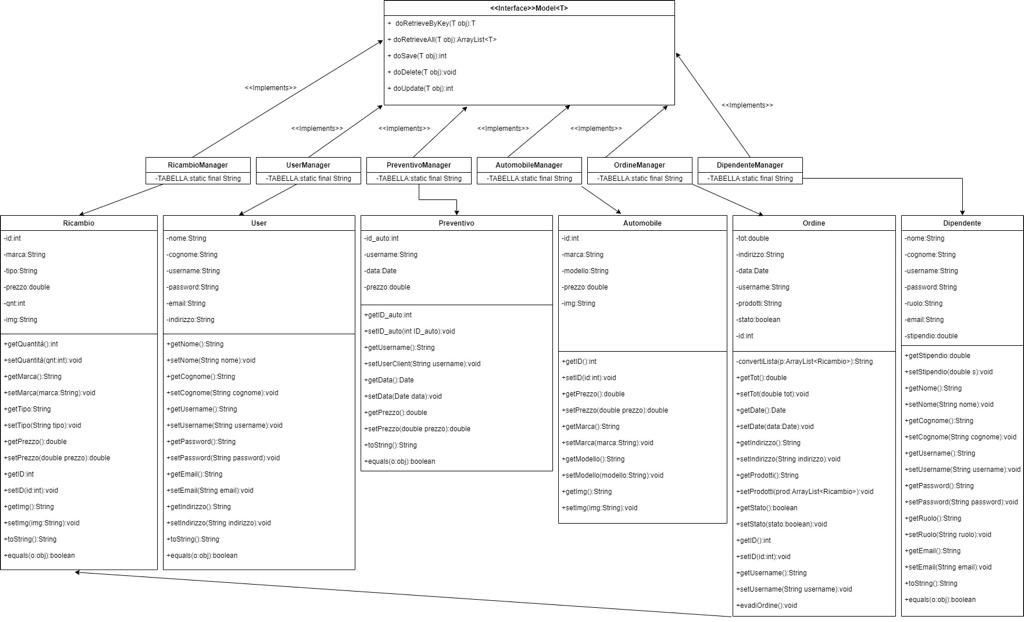 <<Interface>>Model<T>
+ doRetrieveByKey(T obj):T
+ doRetrieveAll(T obj):ArrayList<T>
+ doSave(T obj):int
+ doDelete(T obj):void
+ doUpdate(T obj):int
<<Implements>>
<<Implements>>
<<Implements>>
<<Implements>>
<<Implements>>
<<Implements>>
RicambioManager
-TABELLA:static final String
UserManager
-TABELLA:static final String
PreventivoManager
-TABELLA:static final String
AutomobileManager
-TABELLA:static final String
OrdineManager
-TABELLA:static final String
DipendenteManager
-TABELLA:static final String
Ricambio
-id:int
-marca:String
-tipo:String
-prezzo:double
-qnt:int
-img:String
+getQuantitá():int
+setQuantitá(qnt:int):void
+getMarca():String
+setMarca(marca:String):void
+getTipo:String
+setTipo(String tipo):void
+getPrezzo():double
+setPrezzo(double prezzo):double
+getID:int
+setID(id:int):void
+getImg():String
+setImg(img:String):void
+toString():String
+equals(o:obj):boolean
User
-nome:String
-cognome:String
-username:String
-password:String
-email:String
-indirizzo:String
+getNome():String
+setNome(String nome):void
+getCognome():String
+setCognome(String cognome):void
+getUsername():String
+setUsername(String username):void
+getPassword():String
+setPassword(String password):void
+getEmail():String
+setEmail(String email):void
+getIndirizzo():String
+setIndirizzo(String indirizzo):void
+toString():String
+equals(o:obj):boolean
Preventivo
-id_auto:int
-username:String
-data:Date
-prezzo:double
+getID_auto:int
+setID_auto(int ID_auto):void
+getUsername():String
+setUserClient(String username):void
+getData():Date
+setData(Date data):void
+getPrezzo():double
+setPrezzo(double prezzo):double
+toString():String
+equals(o:obj):boolean
Automobile
-id:int
-marca:String
-modello:String
-prezzo:double
-img:String
+getID():int
+setID(id:int):void
+getPrezzo():double
+setPrezzo(double prezzo):double
+getMarca():String
+setMarca(marca:String):void
+getModello():String
+setModello(modello:String):void
+getImg():String
+setImg(img:String):void
Ordine
-tot:double
-indirizzo:String
-data:Date
-username:String
-prodotti:String
-stato:boolean
-id:int
-convertiLista(p:ArrayList<Ricambio>):String
+getTot():double
+setTot(double tot):void
+getDate():Date
+setDate(data:Date):void
+getIndirizzo():String
+setIndirizzo(String indirizzo):void
+getProdotti():String
+setProdotti(prod:ArrayList<Ricambio>):void
+getStato():boolean
+setStato(stato:boolean):void
+getID():int
+setID(id:int):void
+getUsername():String
+setUsername(String username):void
+evadiOrdine():void
Dipendente
-nome:String
-cognome:String
-username:String
-password:String
-ruolo:String
-email:String
-stipendio:double
+getStipendio:double
+setStipendio(double s):void
+getNome():String
+setNome(String nome):void
+getCognome():String
+setCognome(String cognome):void
+getUsername():String
+setUsername(String username):void
+getPassword():String
+setPassword(String password):void
+getRuolo():String
+setRuolo(String ruolo):void
+getEmail():String
+setEmail(String email):void
+toString():String
+equals(o:obj):boolean